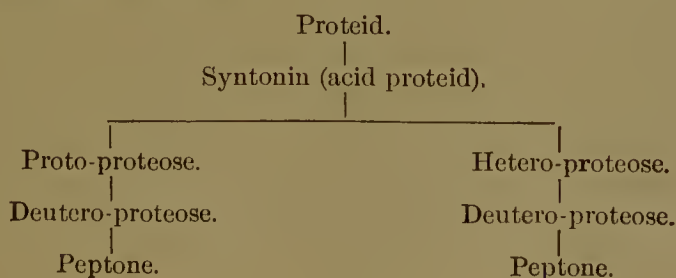 Proteid.
Syntonin (acid proteid).
Proto-proteose. Hetero-proteose.
Deutero-proteose. Deutero-proteose.
Peptone. Peptone.